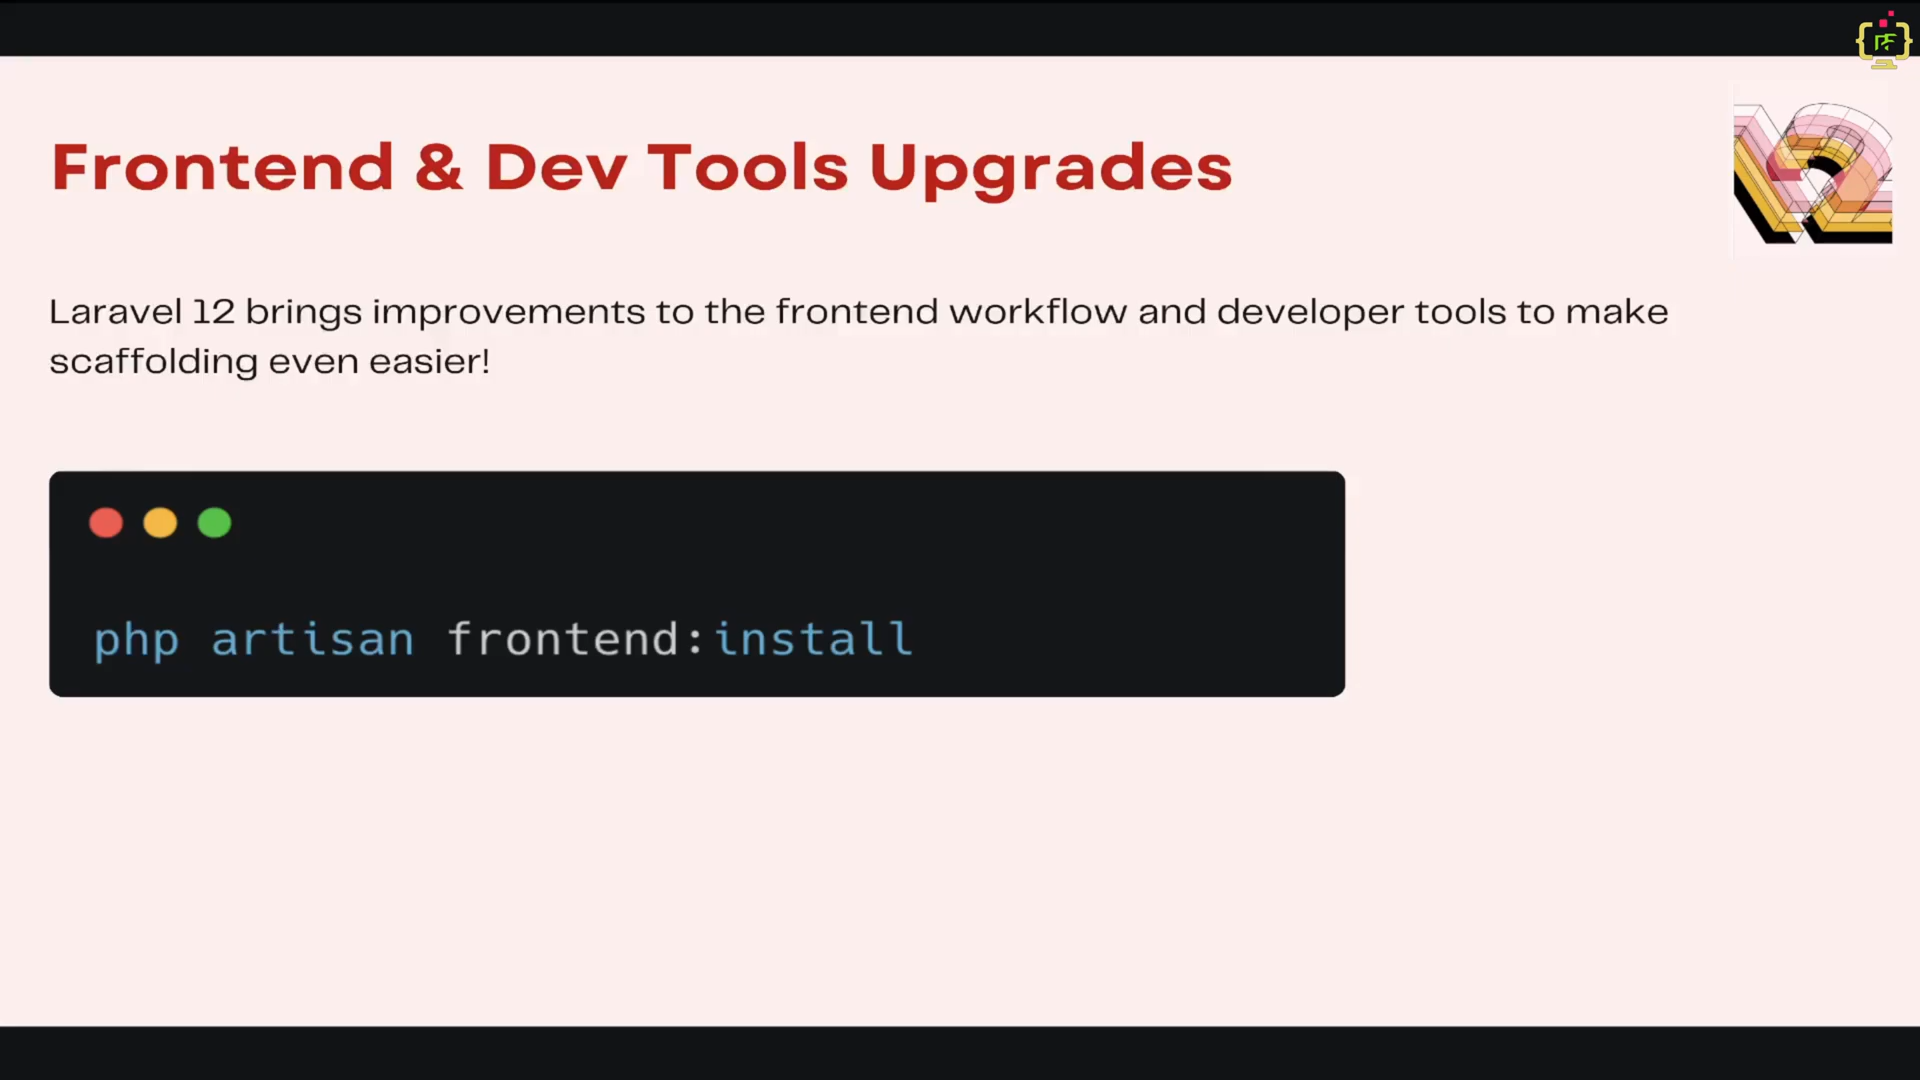 Frontend & Dev Tools Upgrades
Laravel 12 brings improvements to the frontend workflow and developer tools to make
scaffolding even easier!
php artisan frontend:install